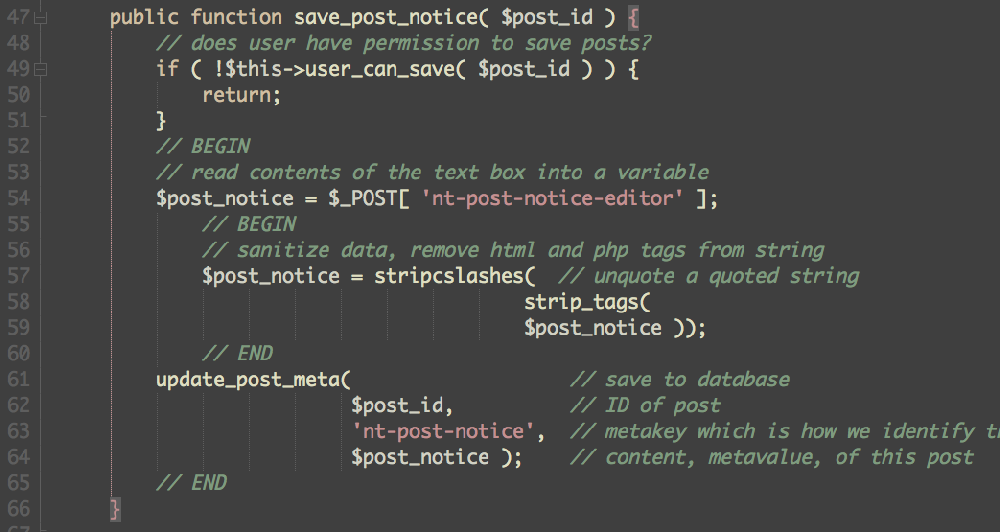 47 public function save_post_notice( $post_id ) {
48 // does user have permission to save posts?
49 if ( !$this->user_can_save( $post_id ) ) {
50 return;
51 }
52 // BEGIN
53 // read contents of the text box into a variable
54 $post_notice = $_POST[ 'nt-post-notice-editor' ];
55 // BEGIN
56 // sanitize data, remove html and php tags from string
57 $post_notice = stripcslashes( // unquote a quoted string
58 strip_tags(
59 $post_notice ));
60 // END
61 update_post_meta( // save to database
62 $post_id, // ID of post
63 'nt-post-notice', // metakey which is how we identify
64 $post_notice ); // content, metavalue, of this post
65 // END
66 }